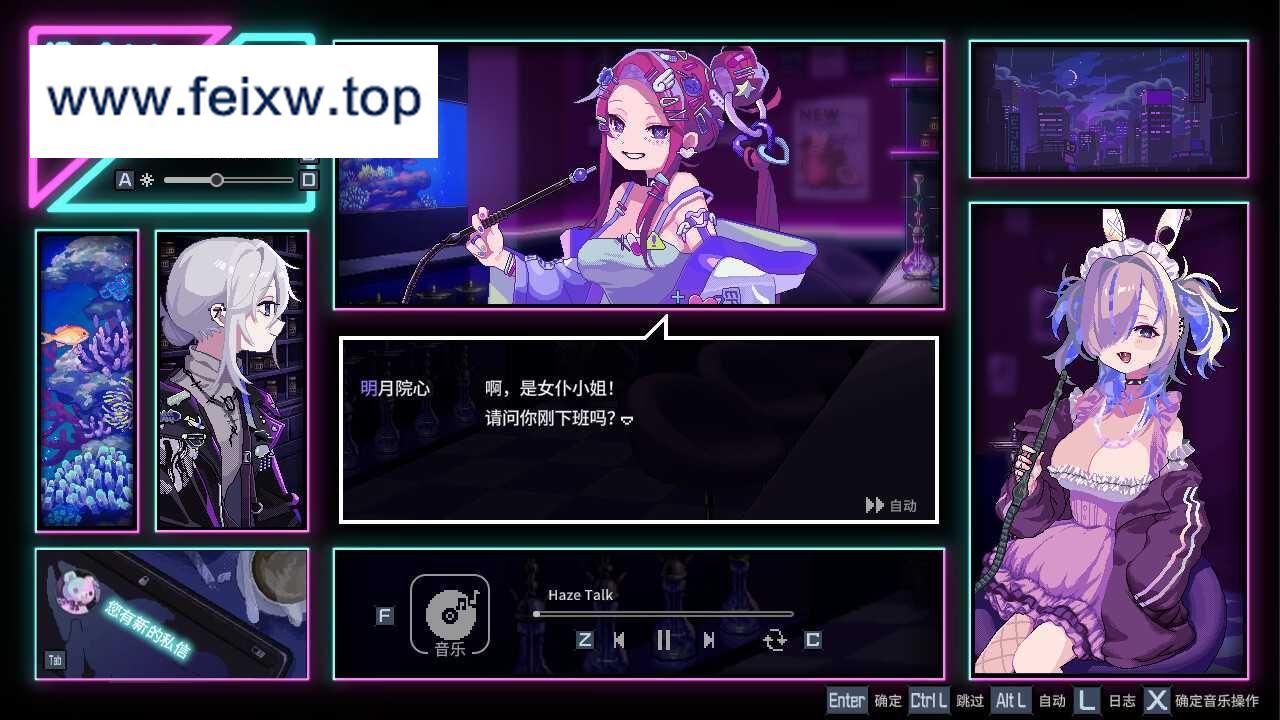 www.feixw.top
A
D
NEW
明月院心
啊，是女仆小姐！
请问你刚下班吗？
自动
您有新的私信
Tab
F
音乐
Haze Talk
Z
C
Enter 确定 Ctrl L 跳过 Alt L 自动 L 日志 X 确定音乐操作